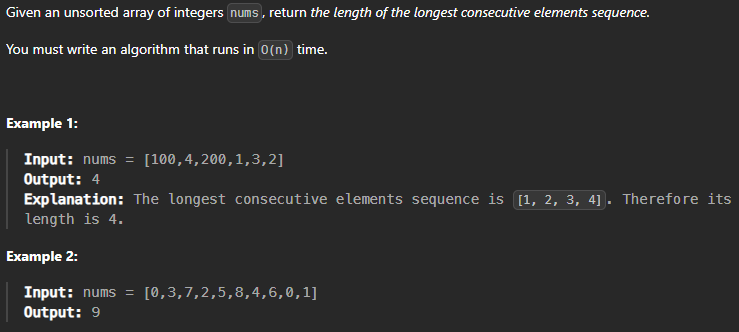 Given an unsorted array of integers nums, return the length of the longest consecutive elements sequence.
You must write an algorithm that runs in O(n) time.
Example 1:
Input: nums = [100,4,200,1,3,2]
Output: 4
Explanation: The longest consecutive elements sequence is [1, 2, 3, 4]. Therefore its
length is 4.
Example 2:
Input: nums = [0,3,7,2,5,8,4,6,0,1]
Output: 9